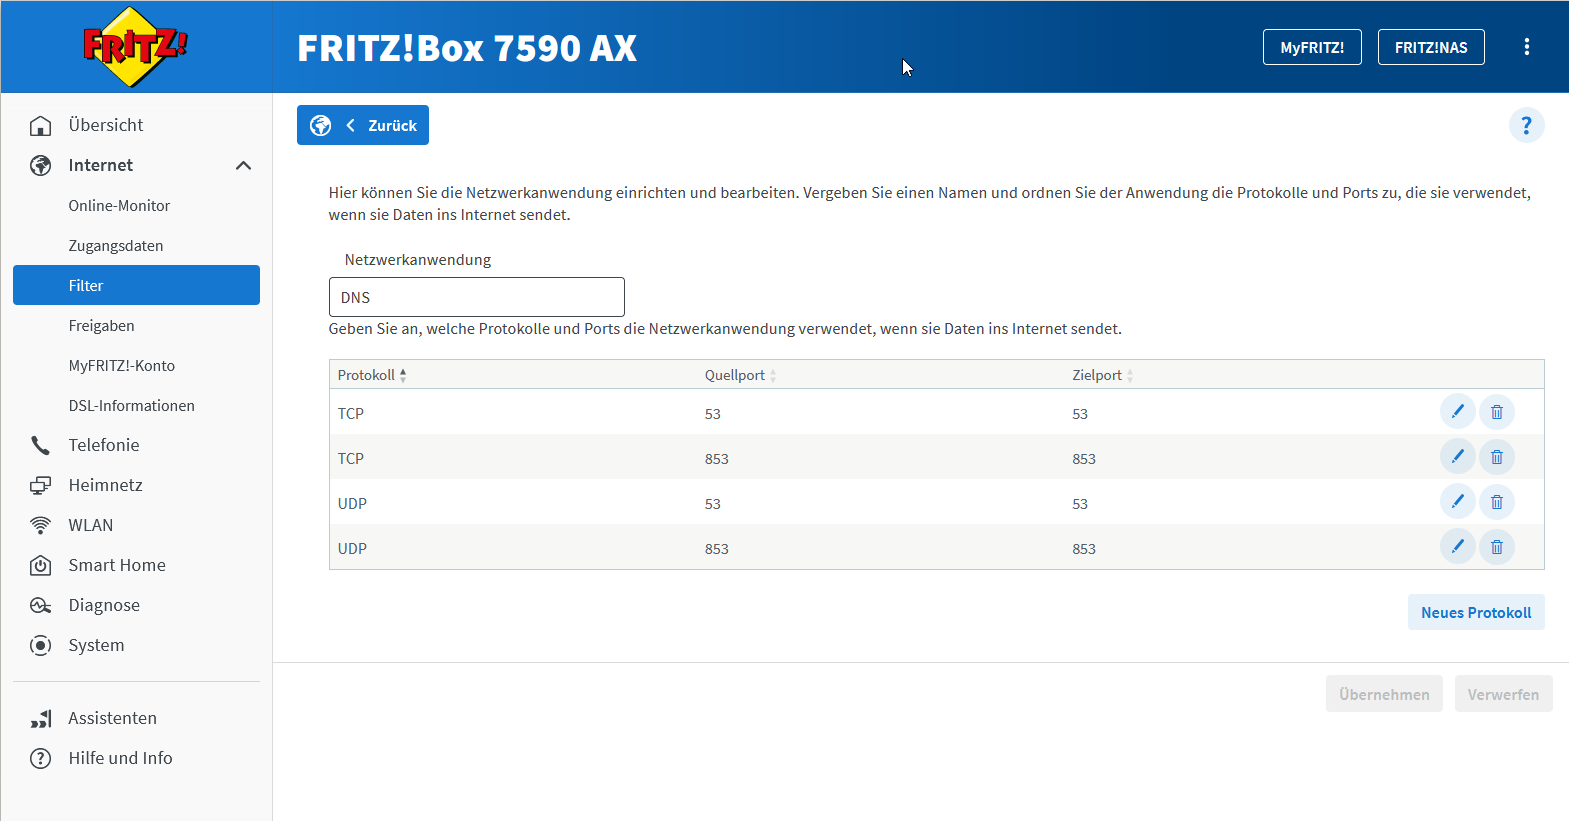 FRITZ!
FRITZ!Box 7590 AX
MyFRITZ!
FRITZ!NAS
Übersicht
Internet
Online-Monitor
Zugangsdaten
Filter
Freigaben
MyFRITZ!-Konto
DSL-Informationen
Telefonie
Heimnetz
WLAN
Smart Home
Diagnose
System
Assistenten
Hilfe und Info
Zurück
?
Hier können Sie die Netzwerkanwendung einrichten und bearbeiten. Vergeben Sie einen Namen und ordnen Sie der Anwendung die Protokolle und Ports zu, die sie verwendet,
wenn sie Daten ins Internet sendet.
Netzwerkanwendung
DNS
Geben Sie an, welche Protokolle und Ports die Netzwerkanwendung verwendet, wenn sie Daten ins Internet sendet.
Protokoll Quellport Zielport
TCP 53 53
TCP 853 853
UDP 53 53
UDP 853 853
Neues Protokoll
Übernehmen Verwerfen